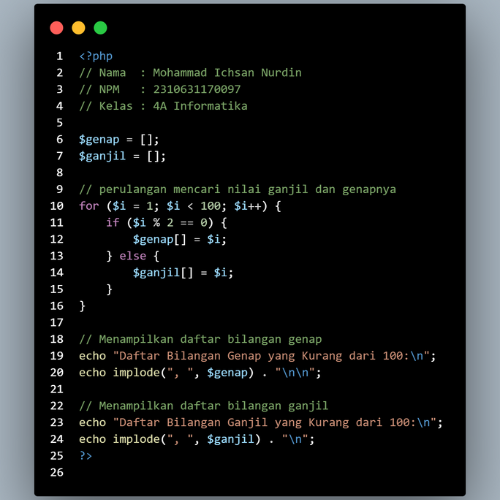 1 <?php
2 // Nama  : Mohammad Ichsan Nurdin
3 // NPM   : 2310631170097
4 // Kelas : 4A Informatika
5
6 $genap = [];
7 $ganjil = [];
8
9 // perulangan mencari nilai ganjil dan genapnya
10 for ($i = 1; $i < 100; $i++) {
11     if ($i % 2 == 0) {
12         $genap[] = $i;
13     } else {
14         $ganjil[] = $i;
15     }
16 }
17
18 // Menampilkan daftar bilangan genap
19 echo "Daftar Bilangan Genap yang Kurang dari 100:\n";
20 echo implode(", ", $genap) . "\n\n";
21
22 // Menampilkan daftar bilangan ganjil
23 echo "Daftar Bilangan Ganjil yang Kurang dari 100:\n";
24 echo implode(", ", $ganjil) . "\n";
25 ?>
26